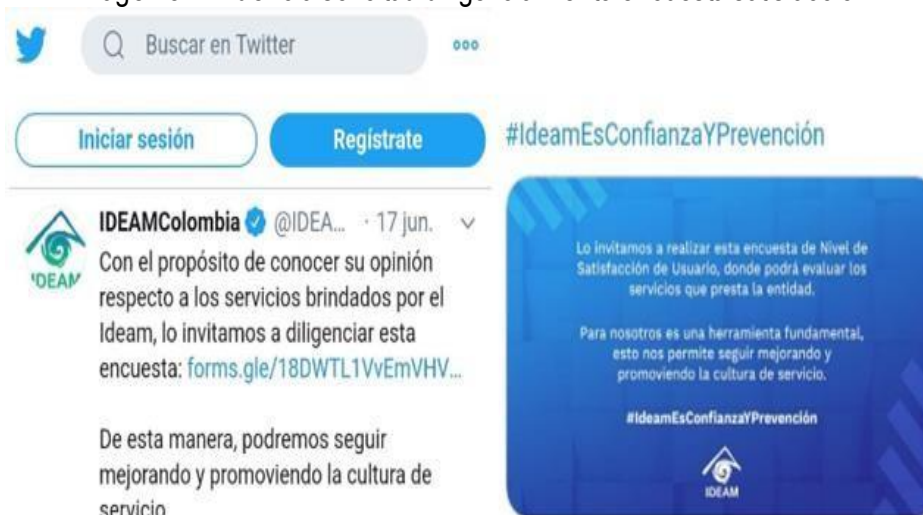 Buscar en Twitter
Iniciar sesión
Regístrate
IDEAMColombia @IDEA... · 17 jun.
Con el propósito de conocer su opinión
respecto a los servicios brindados por el
Ideam, lo invitamos a diligenciar esta
encuesta: forms.gle/18DWTL1VvEmVHV...
De esta manera, podremos seguir
mejorando y promoviendo la cultura de
servicio
#IdeamEsConfianzaYPrevención
Lo invitamos a realizar esta encuesta de Nivel de
Satisfacción de Usuario, donde podrá evaluar los
servicios que presta la entidad.
Para nosotros es una herramienta fundamental,
esto nos permite seguir mejorando y
promoviendo la cultura de servicio.
#IdeamEsConfianzaYPrevención
IDEAM